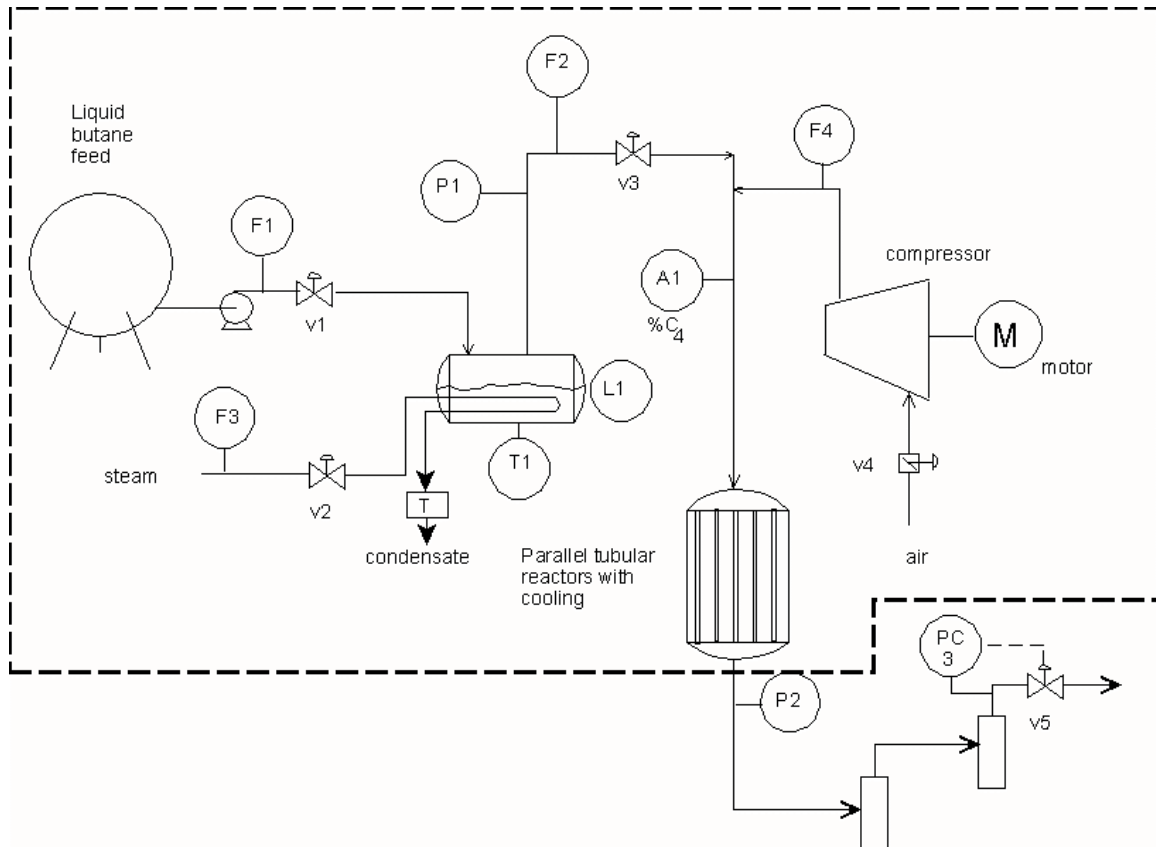 F2
Liquid
butane
feed
F4
P1
v3
F1
compressor
A1
%C4
v1
M
motor
L1
F3
T1
steam
v4
v2
T
condensate
Parallel tubular
reactors with
cooling
air
PC
3
P2
v5